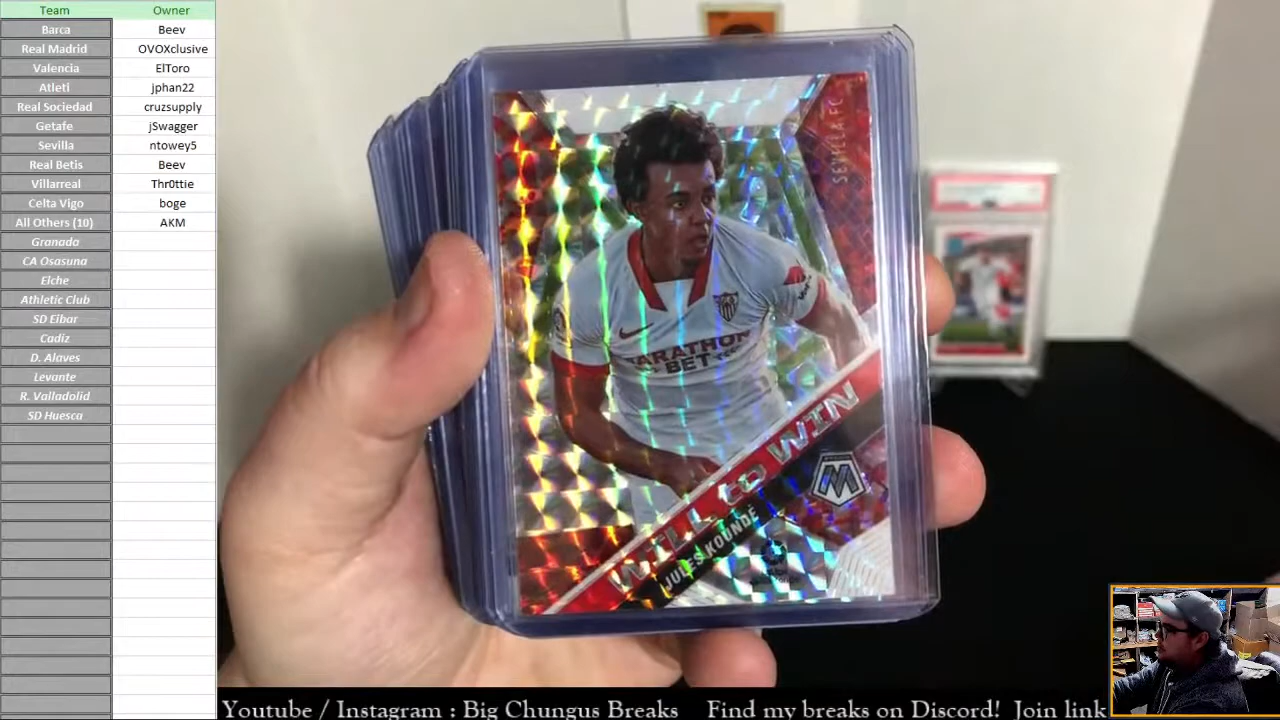 Team Owner
Barca Beev
Real Madrid OVOXclusive
Valencia ElToro
Atleti jphan22
Real Sociedad cruzsupply
Getafe jSwagger
Sevilla ntowey5
Real Betis Beev
Villarreal Thr0ttie
Celta Vigo boge
All Others (10) AKM
Granada
CA Osasuna
Elche
Athletic Club
SD Eibar
Cadiz
D. Alaves
Levante
R. Valladolid
SD Huesca
SEVILLA FC
MARATHON
BET
WILL to WIN
JULES KOUNDÉ
Youtube / Instagram : Big Chungus Breaks Find my breaks on Discord! Join link